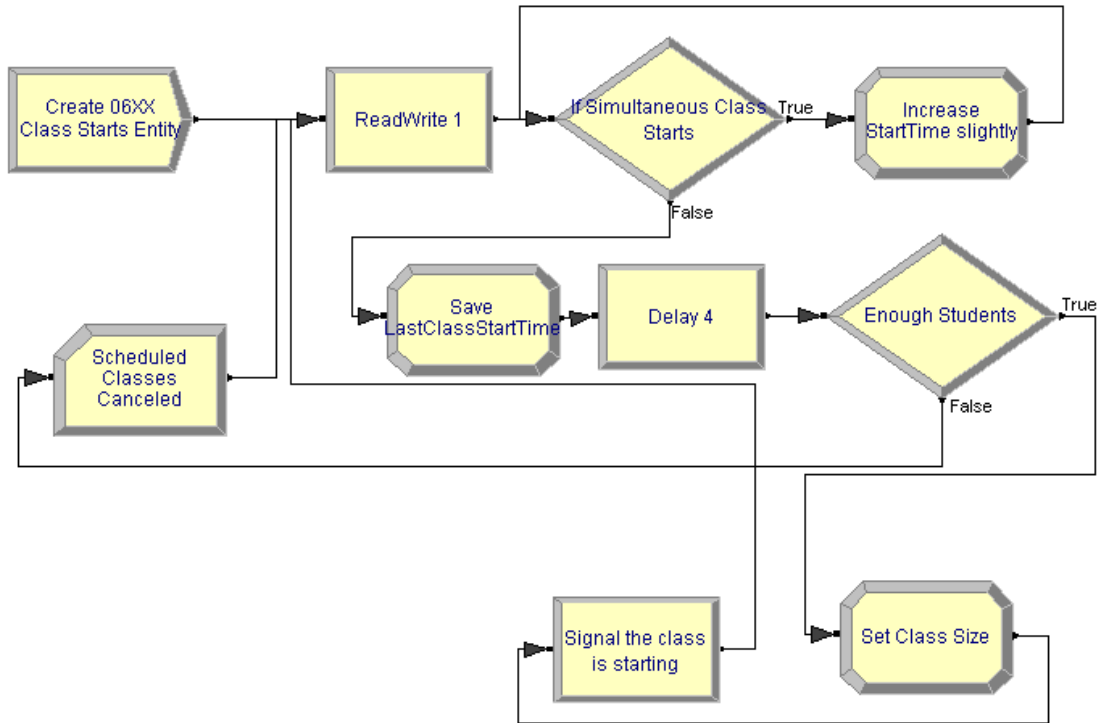 Create 06XX
Class Starts Entity
ReadWrite 1
If Simultaneous Class
Starts
True
Increase
StartTime slightly
False
Save
LastClassStartTime
Delay 4
Enough Students
True
False
Scheduled
Classes
Canceled
Signal the class
is starting
Set Class Size